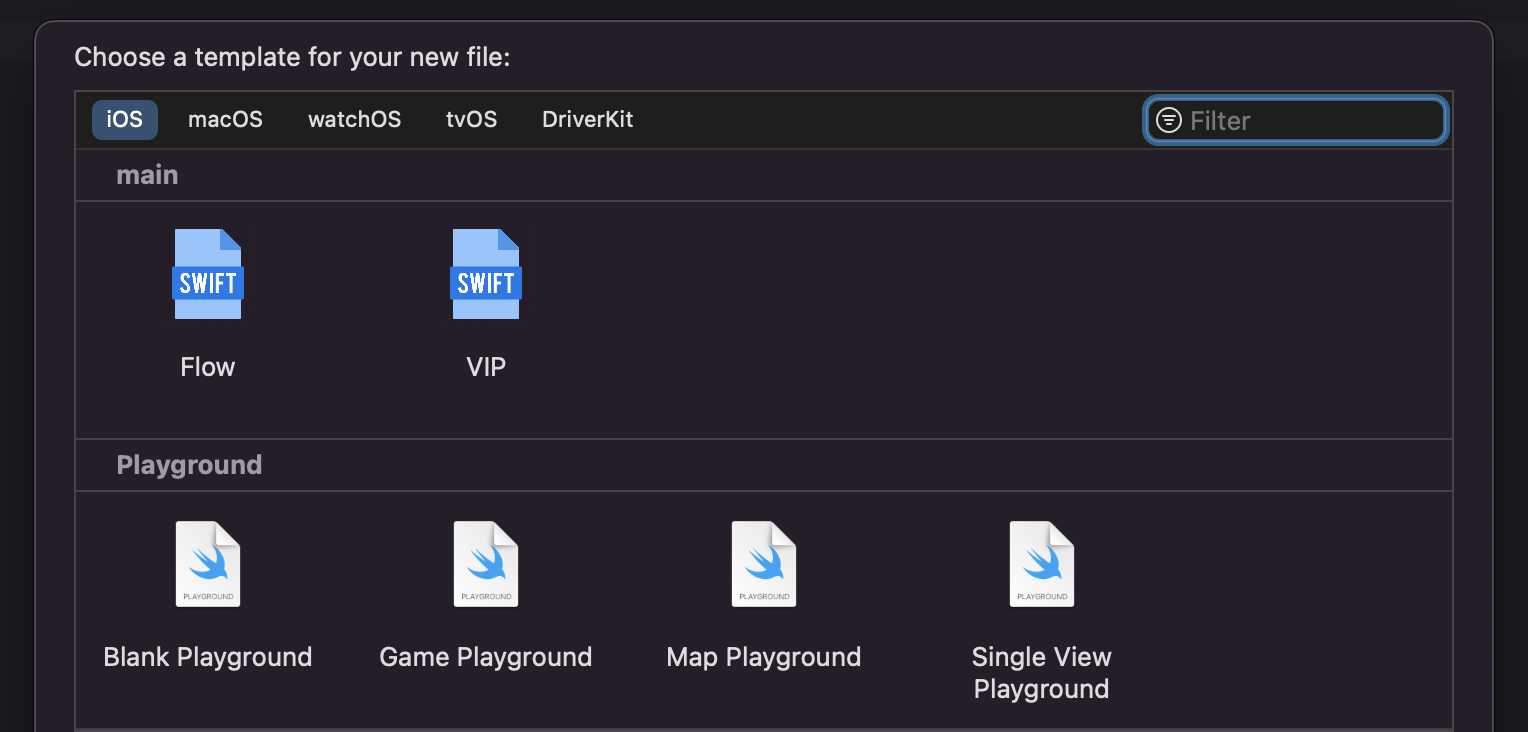 Choose a template for your new file:
iOS macOS watchOS tvOS DriverKit Filter
main
SWIFT SWIFT
Flow VIP
Playground
PLAYGROUND PLAYGROUND PLAYGROUND PLAYGROUND
Blank Playground Game Playground Map Playground Single View
Playground